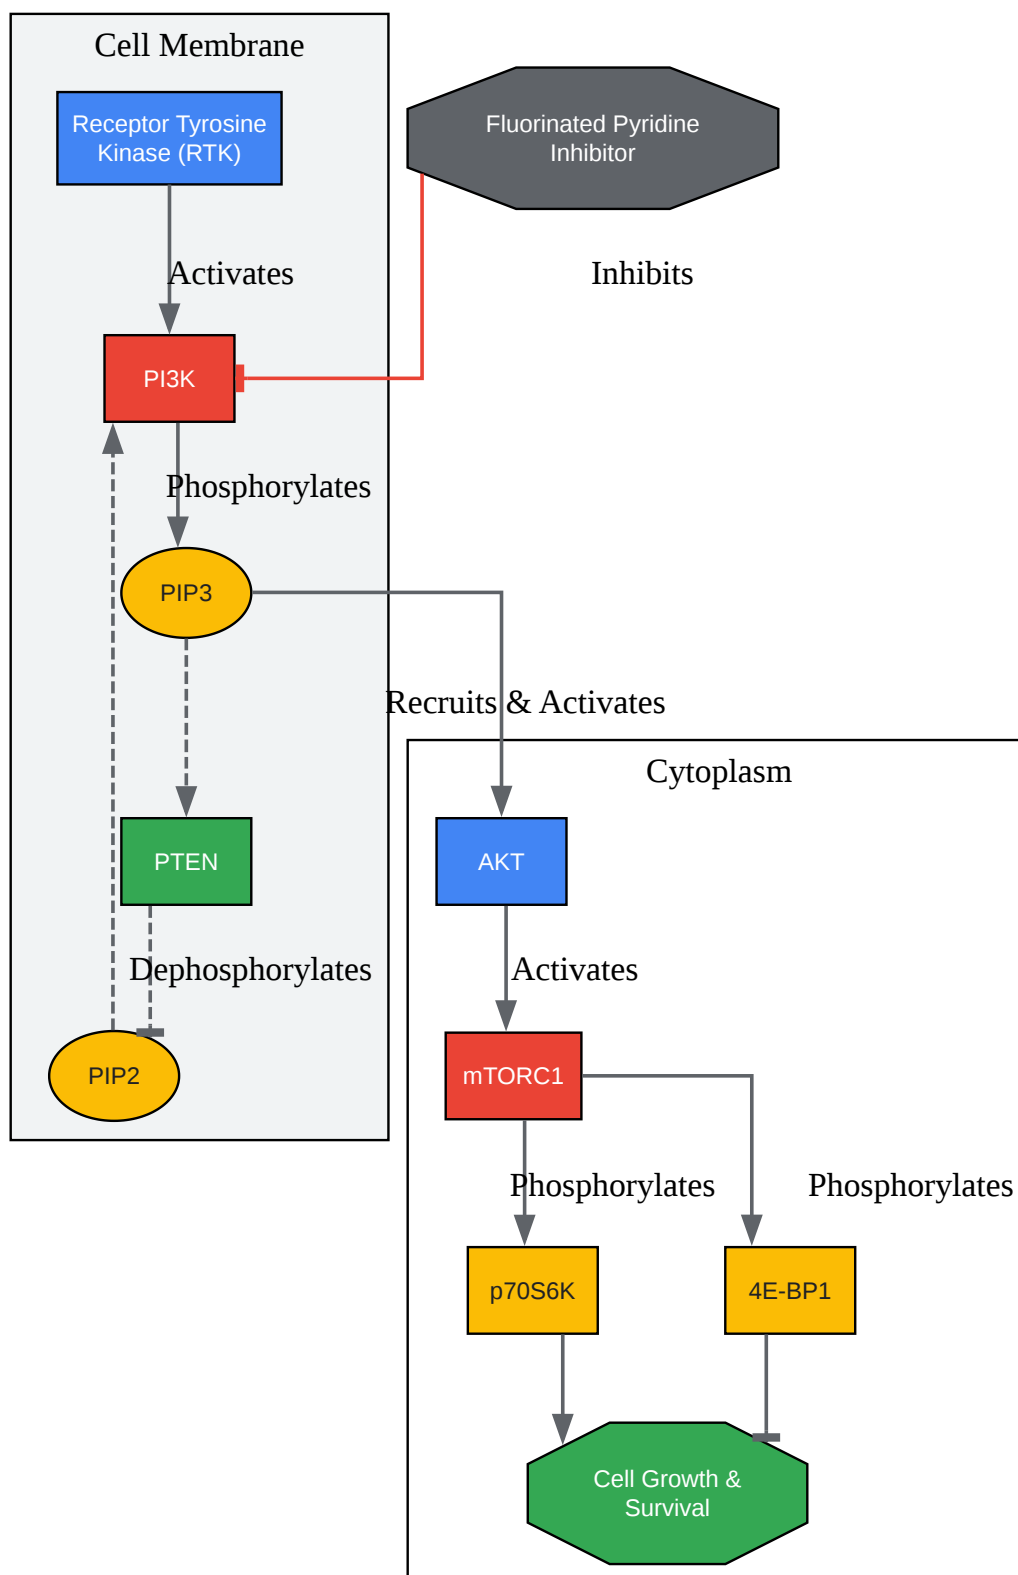 Cell Membrane
Receptor Tyrosine
Kinase (RTK)
Fluorinated Pyridine
Inhibitor
Activates
Inhibits
PI3K
Phosphorylates
PIP3
Recruits & Activates
Cytoplasm
PTEN
AKT
Dephosphorylates
Activates
PIP2
mTORC1
Phosphorylates
Phosphorylates
p70S6K
4E-BP1
Cell Growth &
Survival